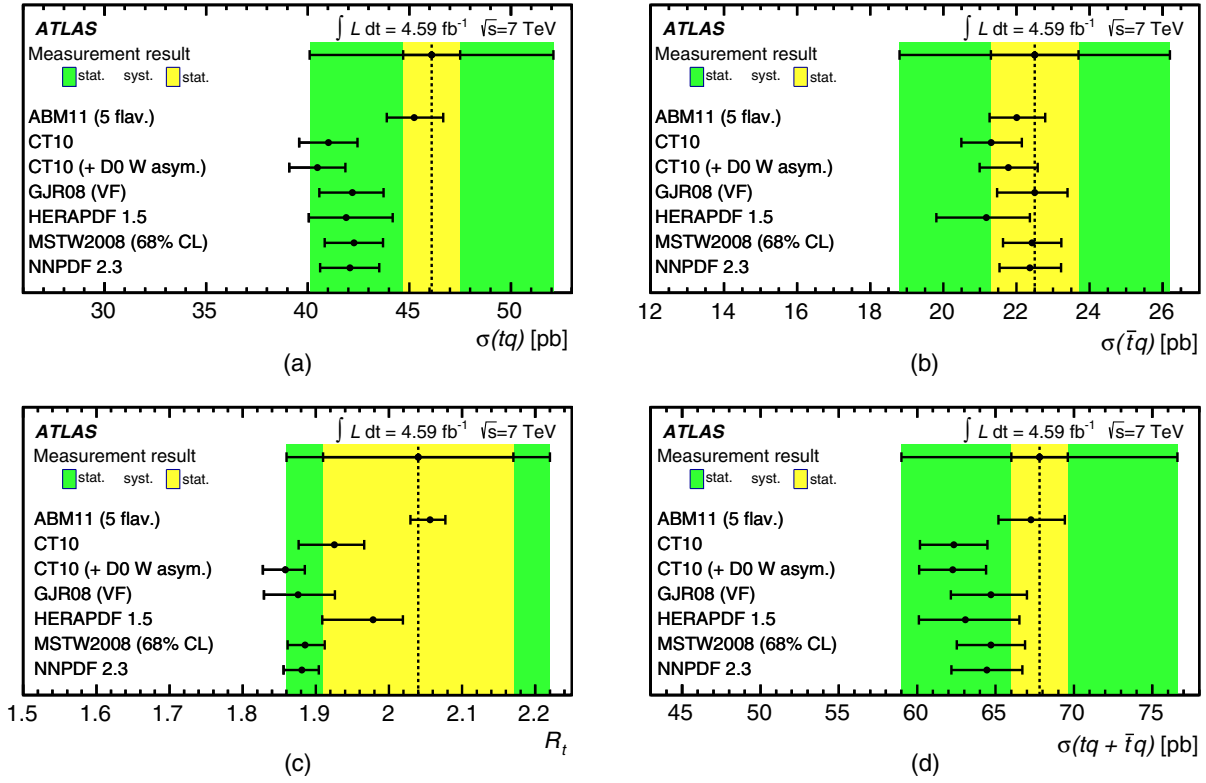 ATLAS
∫ L dt = 4.59 fb⁻¹ √s=7 TeV
Measurement result
stat. syst. stat.
ABM11 (5 flav.)
CT10
CT10 (+ D0 W asym.)
GJR08 (VF)
HERAPDF 1.5
MSTW2008 (68% CL)
NNPDF 2.3
30 35 40 45 50
σ(tq) [pb]
(a)
ATLAS
∫ L dt = 4.59 fb⁻¹ √s=7 TeV
Measurement result
stat. syst. stat.
ABM11 (5 flav.)
CT10
CT10 (+ D0 W asym.)
GJR08 (VF)
HERAPDF 1.5
MSTW2008 (68% CL)
NNPDF 2.3
12 14 16 18 20 22 24 26
σ(t̄q) [pb]
(b)
ATLAS
∫ L dt = 4.59 fb⁻¹ √s=7 TeV
Measurement result
stat. syst. stat.
ABM11 (5 flav.)
CT10
CT10 (+ D0 W asym.)
GJR08 (VF)
HERAPDF 1.5
MSTW2008 (68% CL)
NNPDF 2.3
1.5 1.6 1.7 1.8 1.9 2 2.1 2.2
Rₜ
(c)
ATLAS
∫ L dt = 4.59 fb⁻¹ √s=7 TeV
Measurement result
stat. syst. stat.
ABM11 (5 flav.)
CT10
CT10 (+ D0 W asym.)
GJR08 (VF)
HERAPDF 1.5
MSTW2008 (68% CL)
NNPDF 2.3
45 50 55 60 65 70 75
σ(tq + t̄q) [pb]
(d)